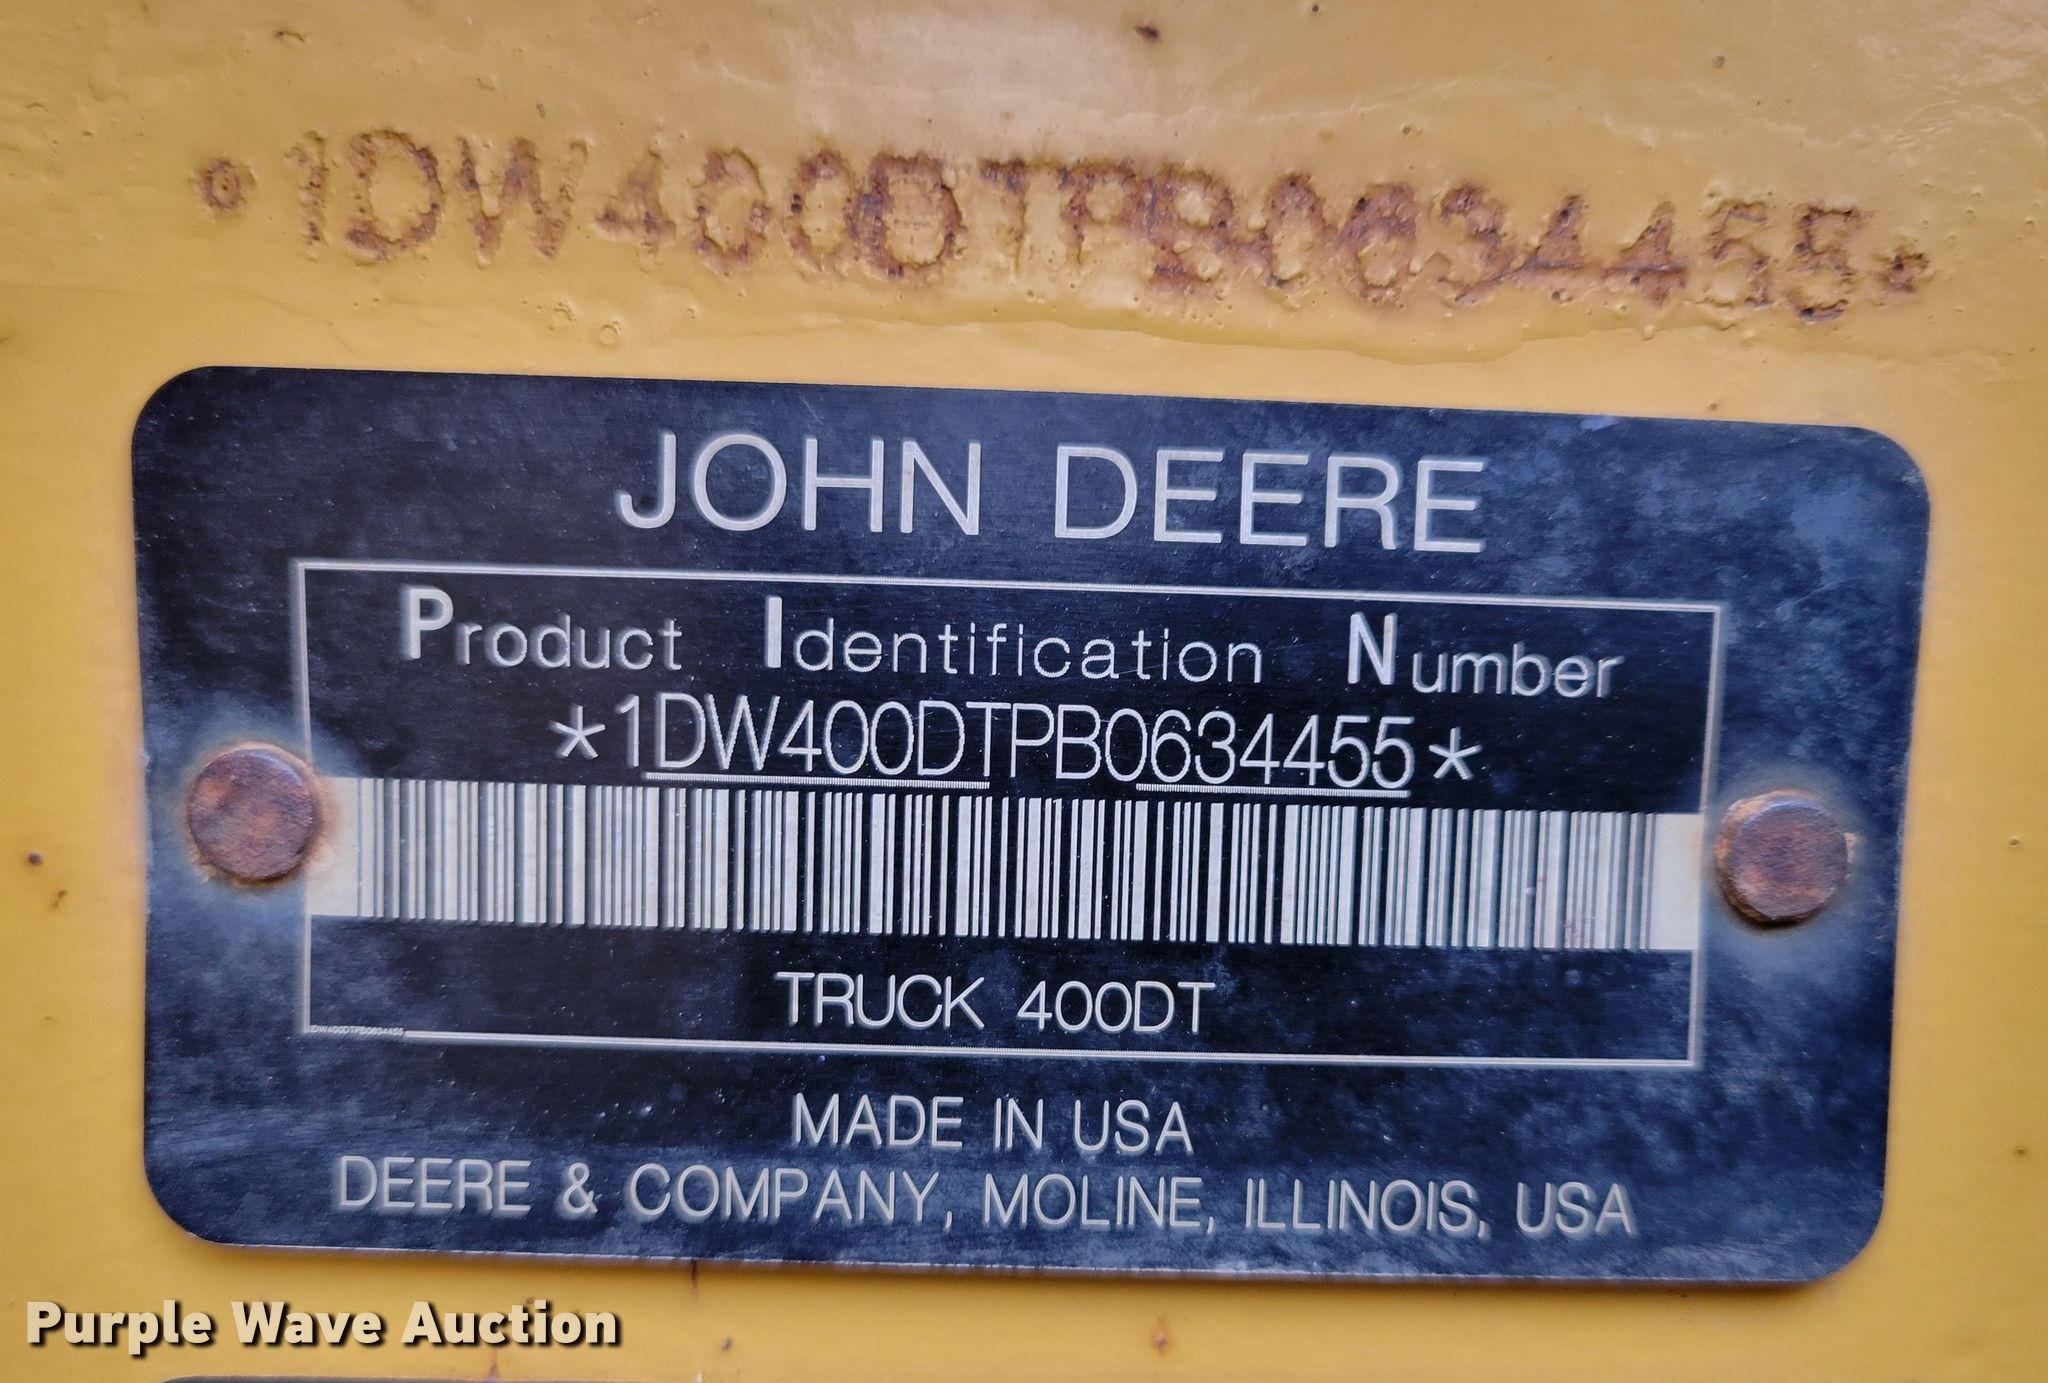 *1DW400DTPB0634455*
JOHN DEERE
Product Identification Number
*1DW400DTPB0634455*
TRUCK 400DT
1DW400DTPB0634455
MADE IN USA
DEERE & COMPANY, MOLINE, ILLINOIS, USA
Purple Wave Auction